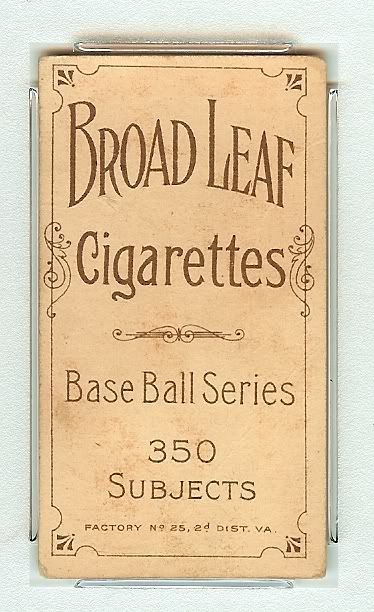 BROAD LEAF
Cigarettes
Base Ball Series
350
SUBJECTS
FACTORY Nº 25, 2d DIST. VA.